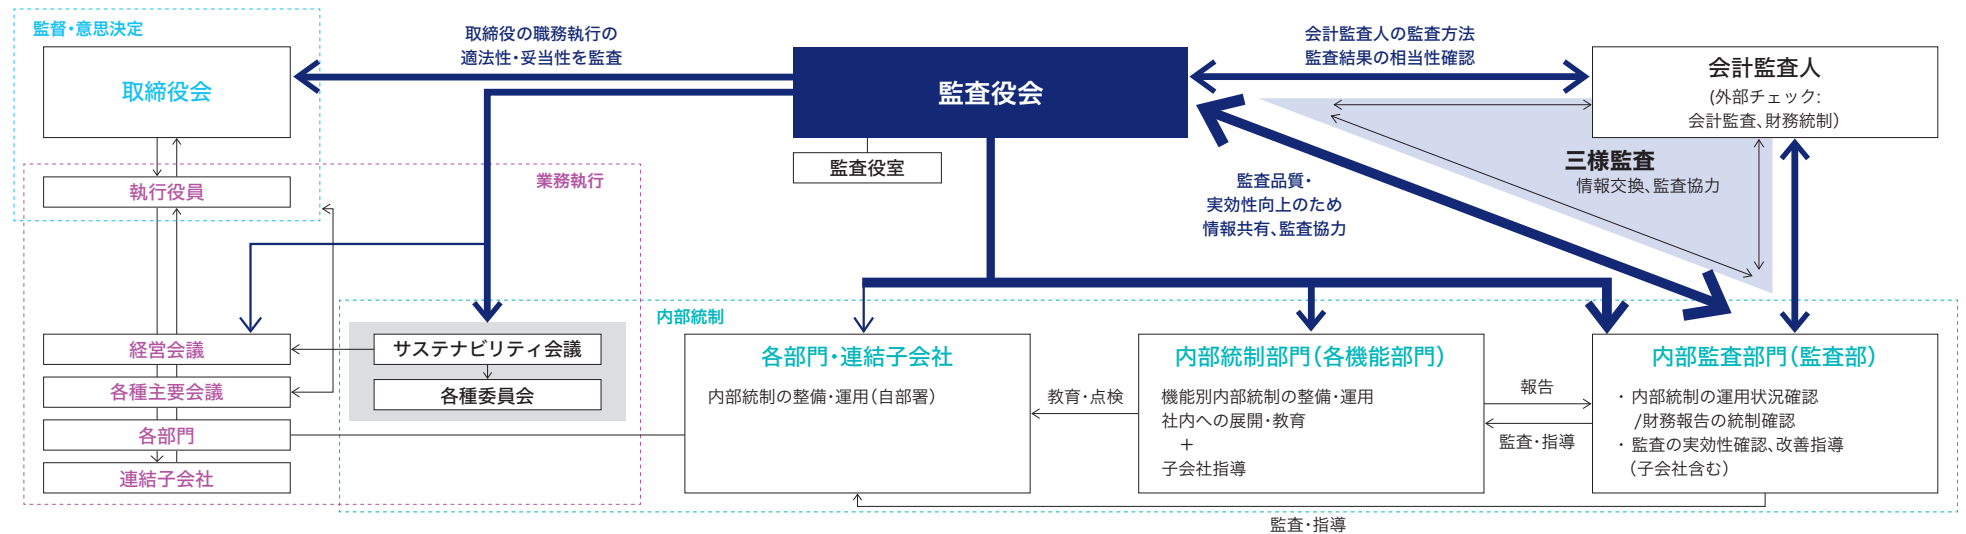 監督・意思決定
取締役会
執行役員
業務執行
経営会議
各種主要会議
各部門
連結子会社
取締役の職務執行の
適法性・妥当性を監査
監査役会
監査役室
会計監査人の監査方法
監査結果の相当性確認
会計監査人
(外部チェック:
会計監査、財務統制)
三様監査
情報交換、監査協力
監査品質・
実効性向上のため
情報共有、監査協力
内部統制
サステナビリティ会議
各種委員会
各部門・連結子会社
内部統制の整備・運用(自部署)
教育・点検
内部統制部門(各機能部門)
機能別内部統制の整備・運用
社内への展開・教育
+
子会社指導
報告
監査・指導
内部監査部門(監査部)
・ 内部統制の運用状況確認
/財務報告の統制確認
・ 監査の実効性確認、改善指導
(子会社含む)
監査・指導